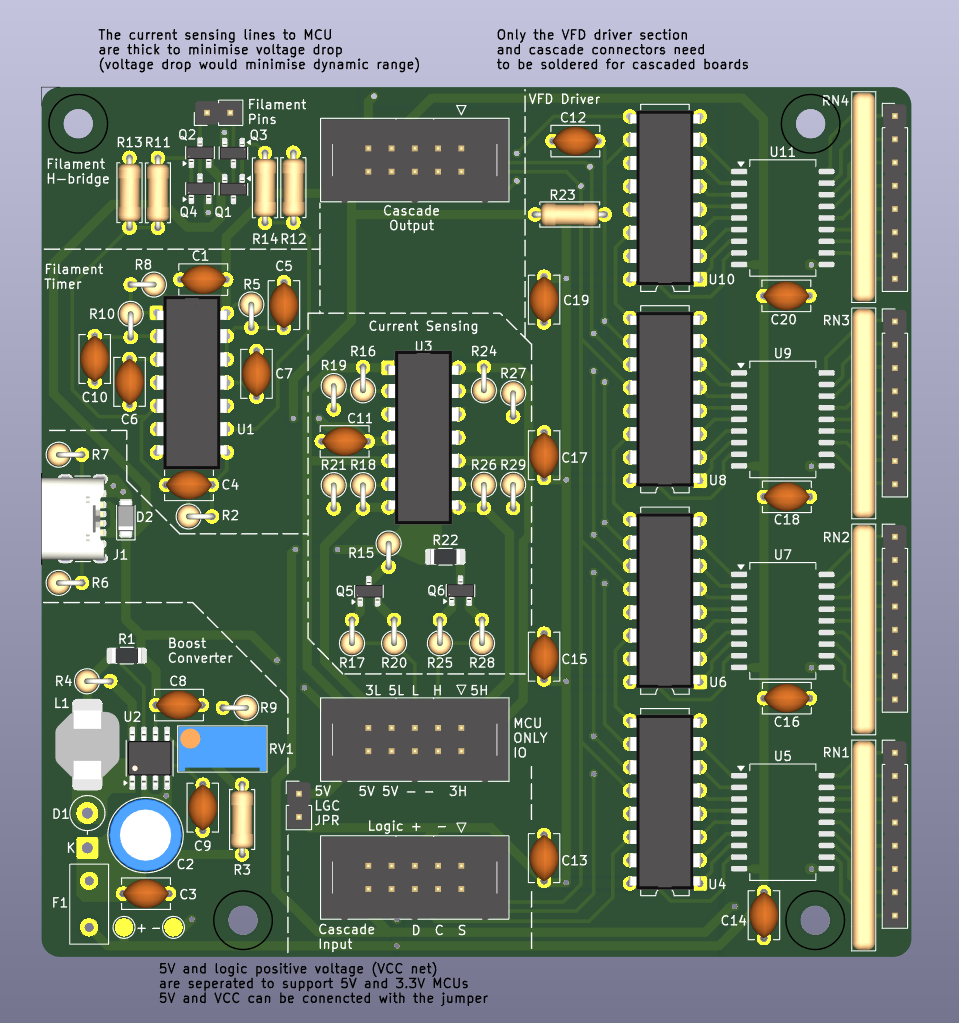 The current sensing lines to MCU
are thick to minimise voltage drop
(voltage drop would minimise dynamic range)
Only the VFD driver section
and cascade connectors need
to be soldered for cascaded boards
Filament
Pins
VFD Driver
RN4
C12
Q2
Q3
R13
R11
U11
Filament
H-bridge
R23
Q4
Q1
Cascade
Output
R14
R12
C1
Filament
Timer
R8
C5
R5
U10
C19
R10
C20
RN3
Current Sensing
U3
R16
R24
U9
R19
R27
C7
C10
C6
C11
U1
R7
C17
R21
R18
R26
R29
U8
C4
R2
D2
C18
RN2
J1
R22
R15
U7
R6
Q5
Q6
R1
Boost
Converter
R17
R20
R25
R28
C15
R4
C8
3L 5L L H 5H
U6
L1
U2
R9
C16
MCU
ONLY
IO
RV1
RN1
U5
5V
LGC
JPR
5V 5V - - 3H
D1
Logic + -
K
C9
R3
C2
C13
C3
U4
F1
+ -
C14
Cascade
Input
D C S
5V and logic positive voltage (VCC net)
are seperated to support 5V and 3.3V MCUs
5V and VCC can be conencted with the jumper